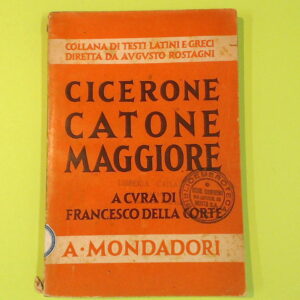 COLLANA DI TESTI LATINI E GRECI
DIRETTA DA AVGVSTO ROSTAGNI
CICERONE
CATONE
MAGGIORE
A CVRA DI
FRANCESCO DELLA CORTE
A · MONDADORI